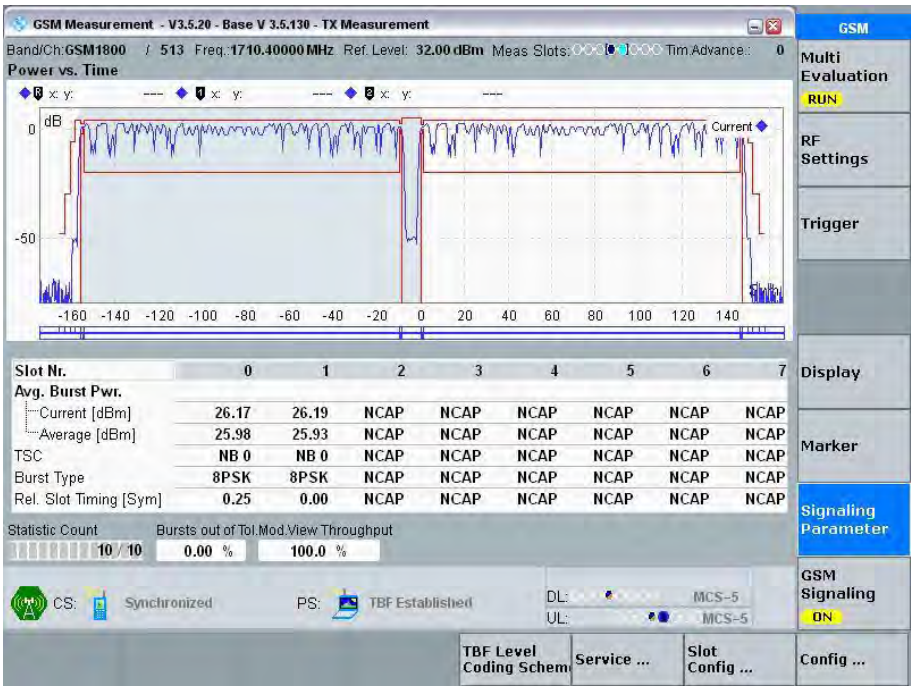 GSM Measurement - V3.5.20 - Base V 3.5.130 - TX Measurement
GSM
Band/Ch:GSM1800 / 513 Freq.:1710.40000 MHz Ref. Level: 32.00 dBm Meas Slots: Tim.Advance.: 0
Power vs. Time
Multi Evaluation
RUN
R x: y: --- 1 x: y: --- 2 x: y: ---
dB
Current
0
-50
-160 -140 -120 -100 -80 -60 -40 -20 0 20 40 60 80 100 120 140
RF Settings
Trigger
Slot Nr. 0 1 2 3 4 5 6 7
Avg. Burst Pwr.
Current [dBm] 26.17 26.19 NCAP NCAP NCAP NCAP NCAP NCAP
Average [dBm] 25.98 25.93 NCAP NCAP NCAP NCAP NCAP NCAP
TSC NB 0 NB 0 NCAP NCAP NCAP NCAP NCAP NCAP
Burst Type 8PSK 8PSK NCAP NCAP NCAP NCAP NCAP NCAP
Rel. Slot Timing [Sym] 0.25 0.00 NCAP NCAP NCAP NCAP NCAP NCAP
Display
Marker
Signaling Parameter
Statistic Count Bursts out of Tol. Mod.View Throughput
10 / 10 0.00 % 100.0 %
CS: Synchronized PS: TBF Established
DL: MCS-5
UL: MCS-5
GSM Signaling
ON
TBF Level
Coding Schem
Service ...
Slot
Config ...
Config ...